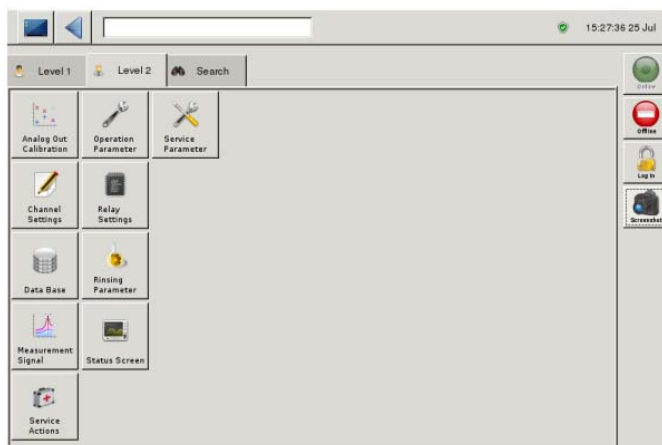 15:27:36 25 Jul
Level 1
Level 2
Search
Analog Out
Calibration
Operation
Parameter
Service
Parameter
Channel
Settings
Relay
Settings
Data Base
Rinsing
Parameter
Measurement
Signal
Status Screen
Service
Actions
Online
Offline
Log In
Screenshot